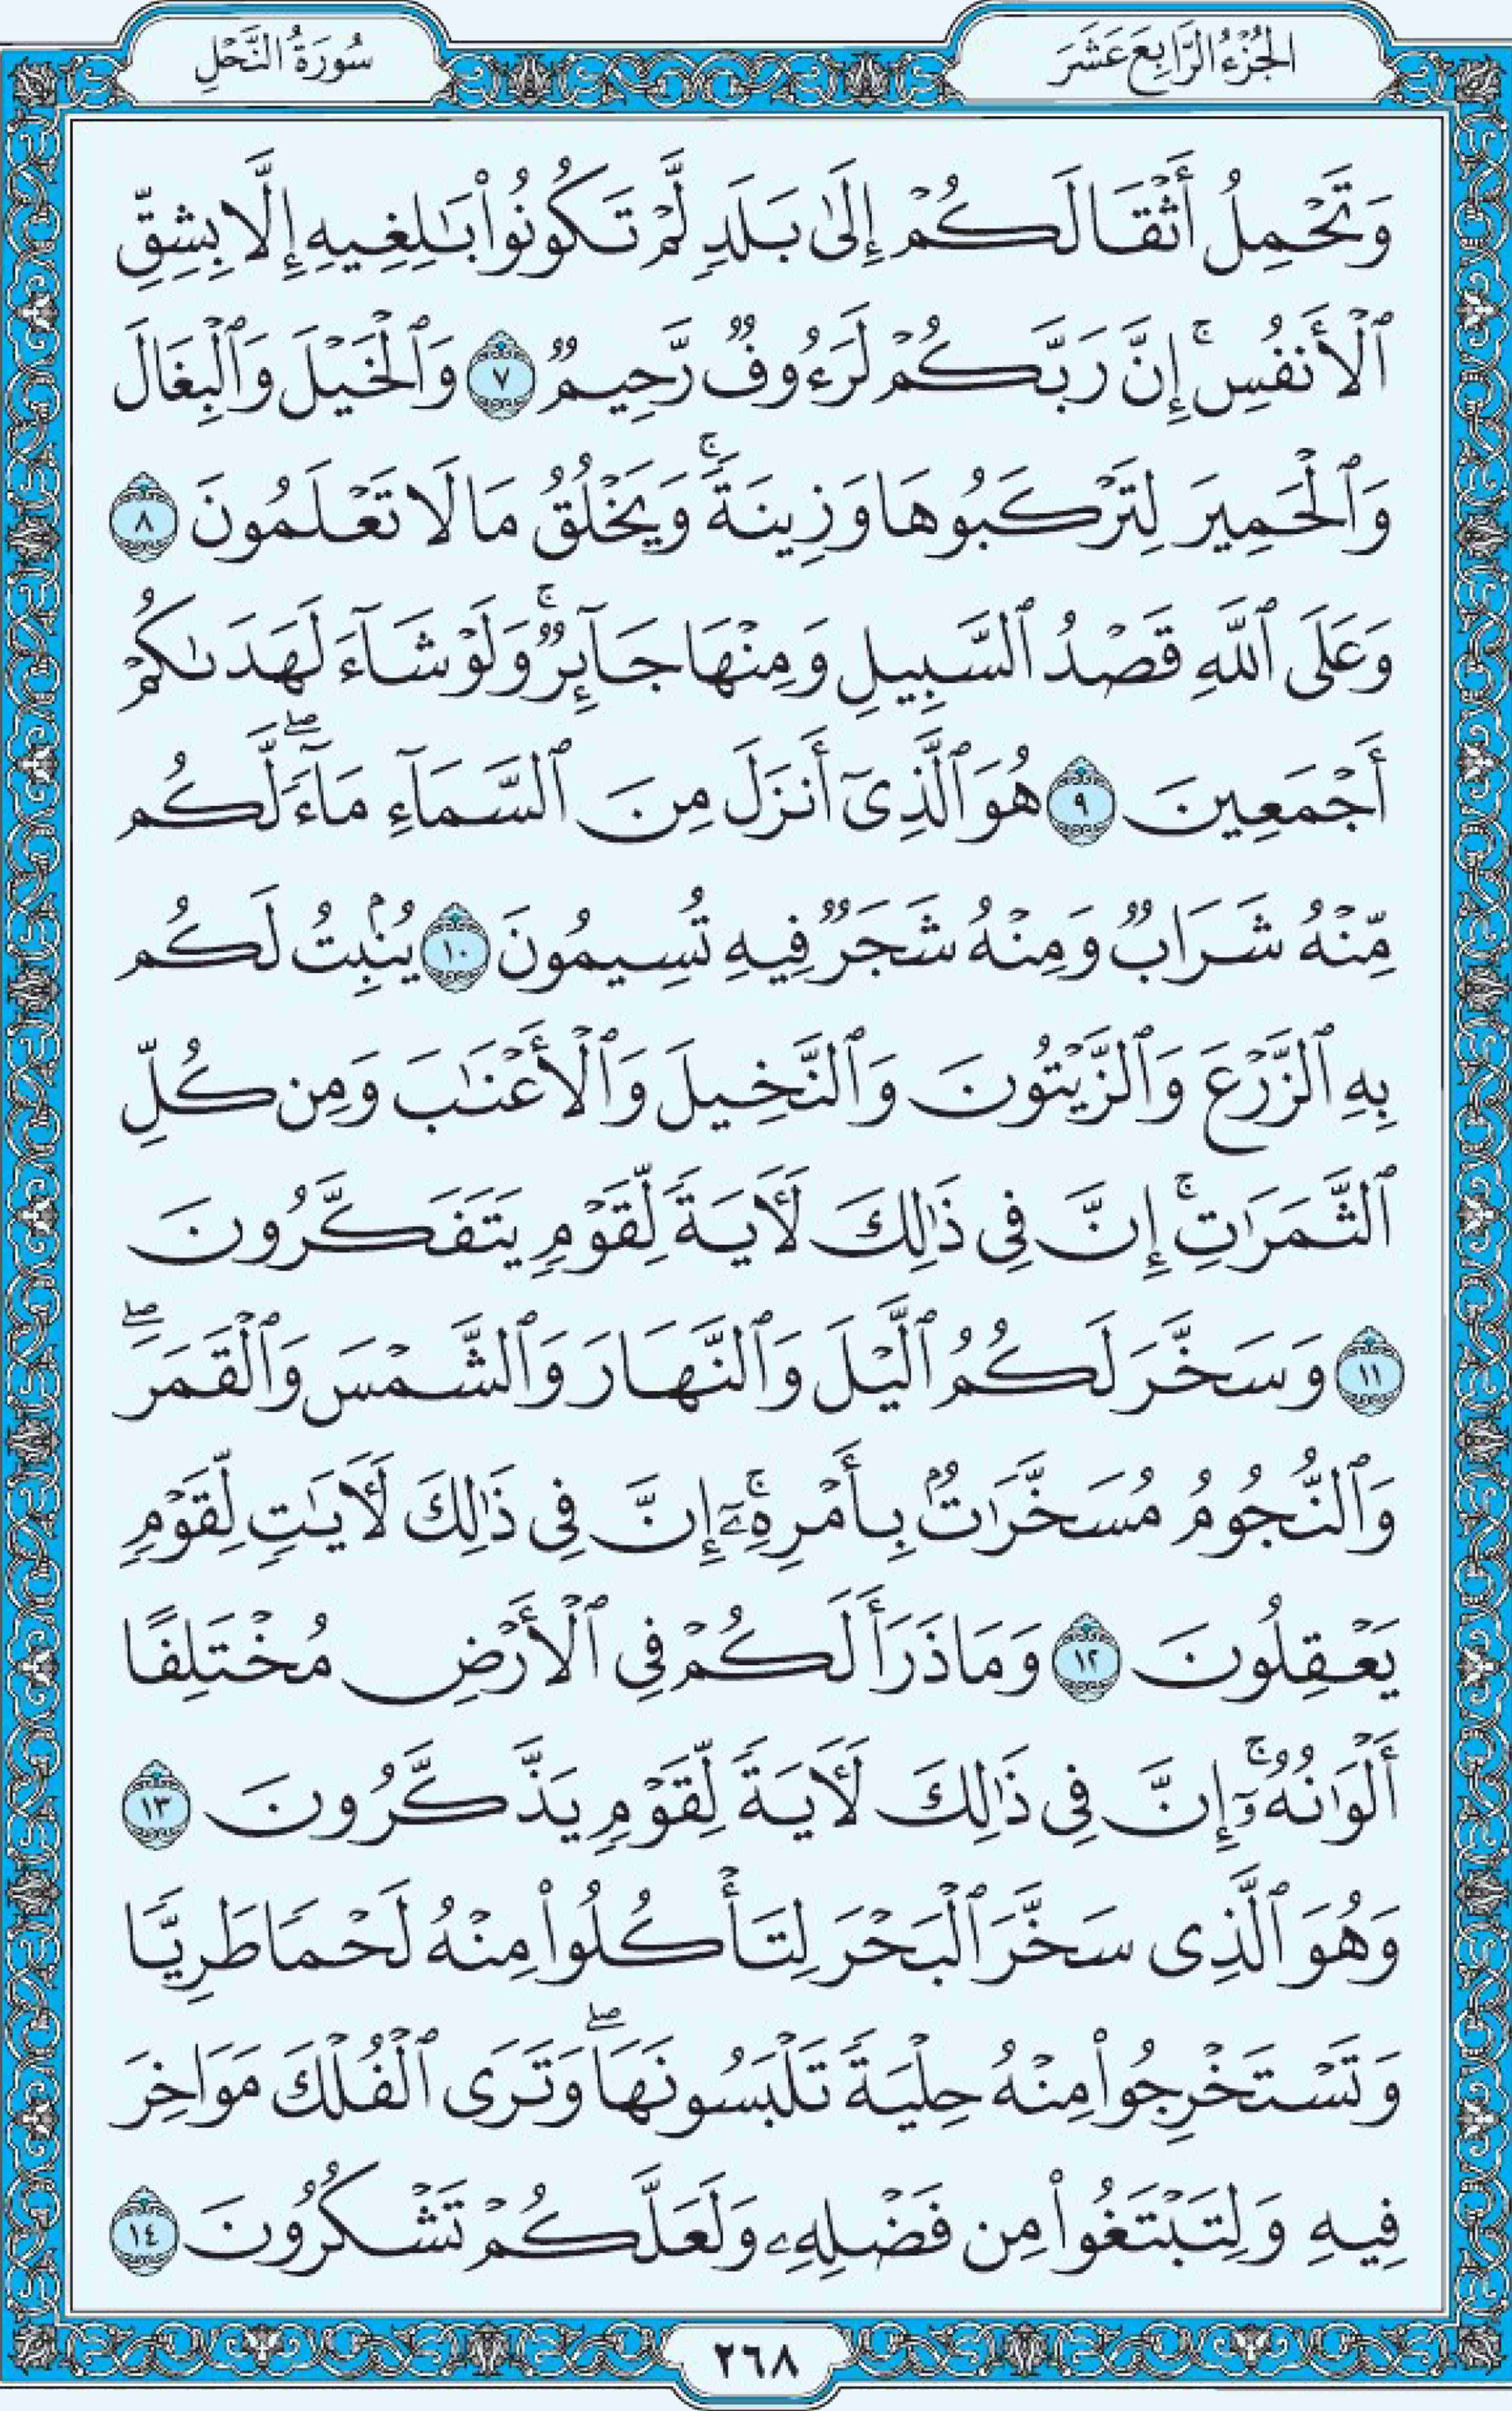 الجُزْءُ الرَّابِعَ عَشَرَ
سُورَةُ النَّحْلِ
وَتَحْمِلُ أَثْقَالَكُمْ إِلَىٰ بَلَدٍ لَّمْ تَكُونُوا۟ بَـٰلِغِيهِ إِلَّا بِشِقِّ
ٱلْأَنفُسِ ۚ إِنَّ رَبَّكُمْ لَرَءُوفٌ رَّحِيمٌ ٧ وَٱلْخَيْلَ وَٱلْبِغَالَ
وَٱلْحَمِيرَ لِتَرْكَبُوهَا وَزِينَةً ۚ وَيَخْلُقُ مَا لَا تَعْلَمُونَ ٨
وَعَلَى ٱللَّهِ قَصْدُ ٱلسَّبِيلِ وَمِنْهَا جَآئِرٌ ۚ وَلَوْ شَآءَ لَهَدَىٰكُمْ
أَجْمَعِينَ ٩ هُوَ ٱلَّذِىٓ أَنزَلَ مِنَ ٱلسَّمَآءِ مَآءً ۖ لَّكُم
مِّنْهُ شَرَابٌ وَمِنْهُ شَجَرٌ فِيهِ تُسِيمُونَ ١٠ يُنۢبِتُ لَكُم
بِهِ ٱلزَّرْعَ وَٱلزَّيْتُونَ وَٱلنَّخِيلَ وَٱلْأَعْنَـٰبَ وَمِن كُلِّ
ٱلثَّمَرَٰتِ ۗ إِنَّ فِى ذَٰلِكَ لَـَٔايَةً لِّقَوْمٍ يَتَفَكَّرُونَ
١١ وَسَخَّرَ لَكُمُ ٱلَّيْلَ وَٱلنَّهَارَ وَٱلشَّمْسَ وَٱلْقَمَرَ ۖ
وَٱلنُّجُومُ مُسَخَّرَٰتٌۢ بِأَمْرِهِۦٓ ۗ إِنَّ فِى ذَٰلِكَ لَـَٔايَـٰتٍ لِّقَوْمٍ
يَعْقِلُونَ ١٢ وَمَا ذَرَأَ لَكُمْ فِى ٱلْأَرْضِ مُخْتَلِفًا
أَلْوَٰنُهُۥٓ ۗ إِنَّ فِى ذَٰلِكَ لَـَٔايَةً لِّقَوْمٍ يَذَّكَّرُونَ ١٣
وَهُوَ ٱلَّذِى سَخَّرَ ٱلْبَحْرَ لِتَأْكُلُوا۟ مِنْهُ لَحْمًا طَرِيًّا
وَتَسْتَخْرِجُوا۟ مِنْهُ حِلْيَةً تَلْبَسُونَهَا ۖ وَتَرَى ٱلْفُلْكَ مَوَاخِرَ
فِيهِ وَلِتَبْتَغُوا۟ مِن فَضْلِهِۦ وَلَعَلَّكُمْ تَشْكُرُونَ ١٤
٢٦٨